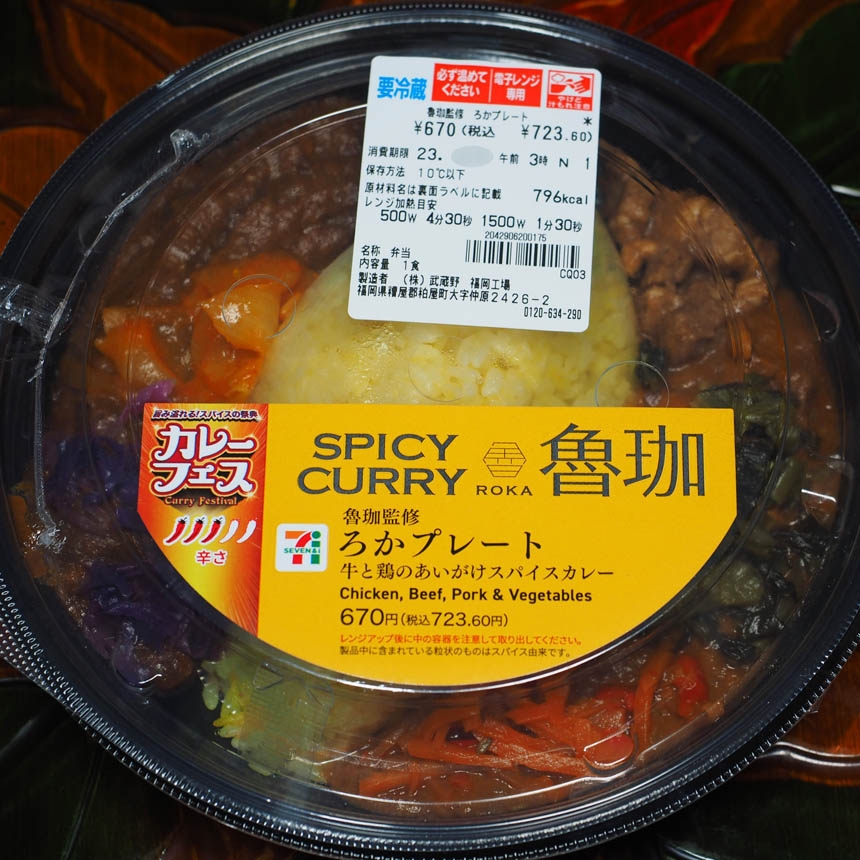 要冷蔵
必ず温めて
ください
電子レンジ
専用
やけど
汁もれ注意
魯珈監修 ろかプレート *
¥670(税込 ¥723.60)
消費期限 23. 午前 3時 N 1
保存方法 10℃以下
原材料名は裏面ラベルに記載 796kcal
レンジ加熱目安
500W 4分30秒 1500W 1分30秒
2042906200175
名称 弁当
内容量 1食
CQ03
製造者 (株)武蔵野 福岡工場
福岡県糟屋郡粕屋町大字仲原2426-2
0120-634-290
旨み溢れる!スパイスの祭典
カレー
フェス
Curry Festival
辛さ
SPICY
CURRY
ROKA
魯珈
SEVEN&i
魯珈監修
ろかプレート
牛と鶏のあいがけスパイスカレー
Chicken, Beef, Pork & Vegetables
670円(税込723.60円)
レンジアップ後に中の容器を注意して取り出してください。
製品中に含まれている粒状のものはスパイス由来です。